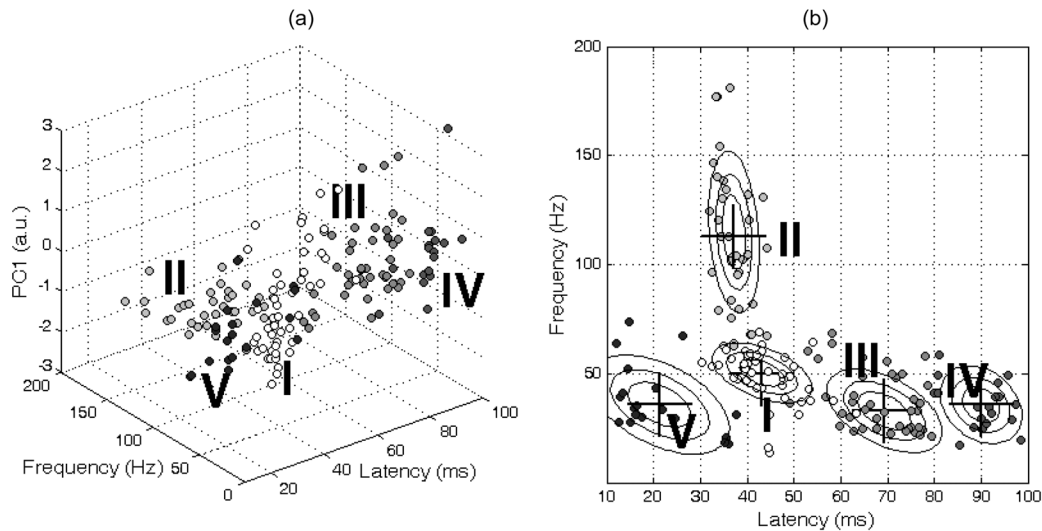 (a)
3
2
1
0
-1
-2
-3
PC1 (a.u.)
200
150
100
50
0
Frequency (Hz)
20
40
60
80
100
Latency (ms)
II
III
IV
V
I
(b)
200
150
100
50
Frequency (Hz)
10 20 30 40 50 60 70 80 90 100
Latency (ms)
II
III
IV
V
I